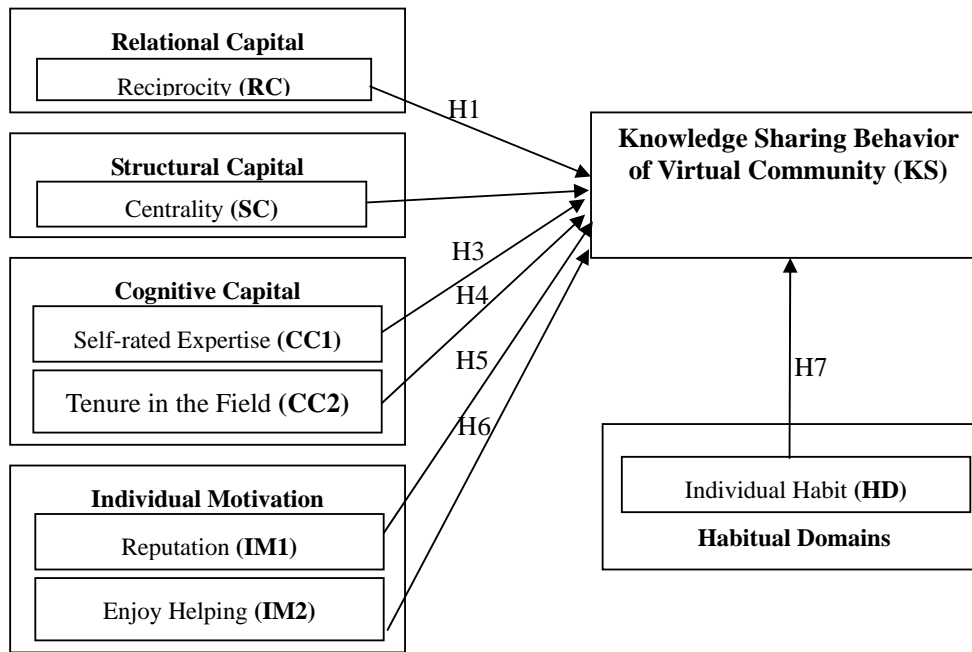 Relational Capital
Reciprocity (RC)
H1
Structural Capital
Centrality (SC)
Cognitive Capital
Self-rated Expertise (CC1)
Tenure in the Field (CC2)
H3
H4
Individual Motivation
Reputation (IM1)
Enjoy Helping (IM2)
H5
H6
Knowledge Sharing Behavior
of Virtual Community (KS)
H7
Individual Habit (HD)
Habitual Domains